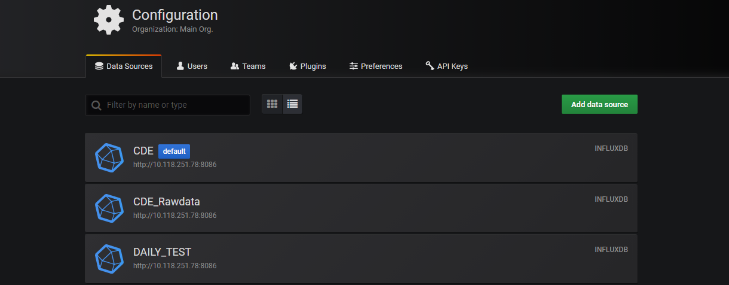 Configuration
Organization: Main Org.
Data Sources Users Teams Plugins Preferences API Keys
Filter by name or type
Add data source
CDE default INFLUXDB
http://10.118.251.78:8086
CDE_Rawdata INFLUXDB
http://10.118.251.78:8086
DAILY_TEST INFLUXDB
http://10.118.251.78:8086